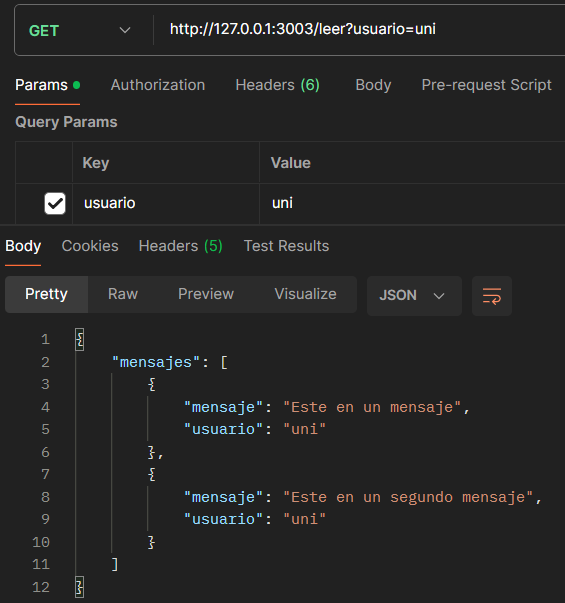 GET http://127.0.0.1:3003/leer?usuario=uni
Params Authorization Headers (6) Body Pre-request Script
Query Params
Key Value
usuario uni
Body Cookies Headers (5) Test Results
Pretty Raw Preview Visualize JSON
1 {
2 "mensajes": [
3 {
4 "mensaje": "Este en un mensaje",
5 "usuario": "uni"
6 },
7 {
8 "mensaje": "Este en un segundo mensaje",
9 "usuario": "uni"
10 }
11 ]
12 }